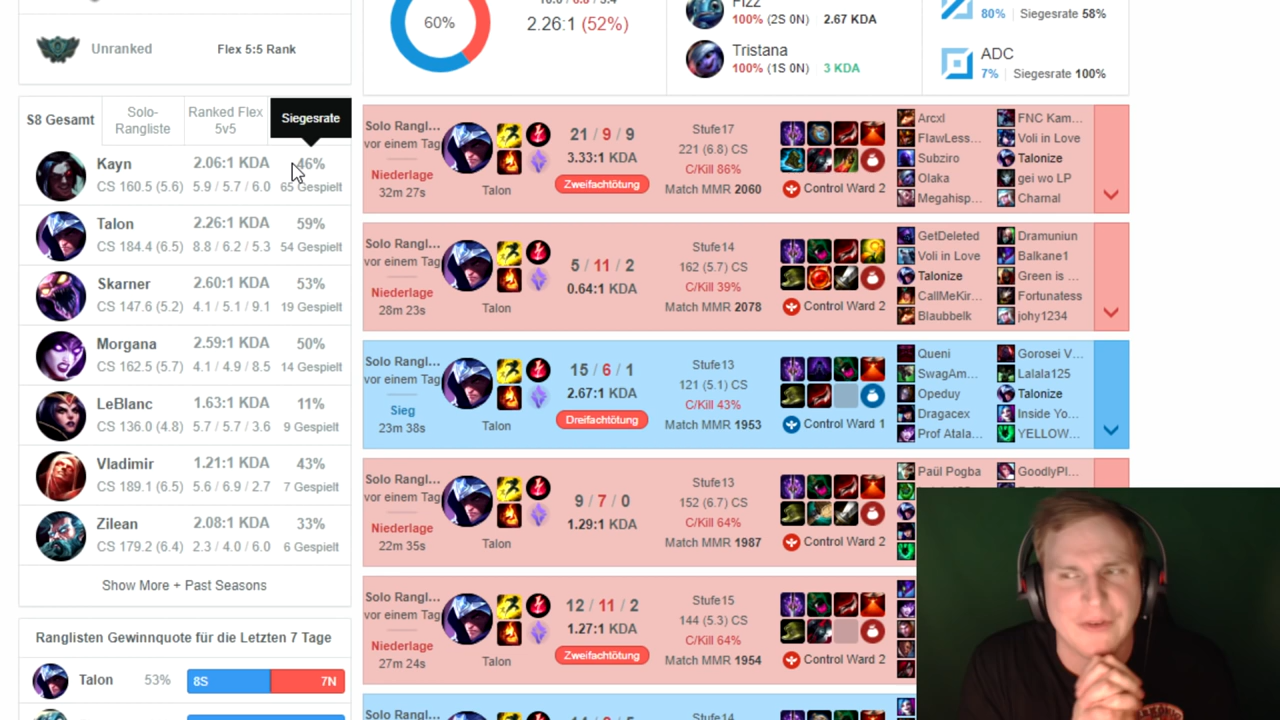 Unranked
Flex 5:5 Rank
60%
2.26:1 (52%)
100% (2S 0N) 2.67 KDA
Tristana
100% (1S 0N) 3 KDA
80% Siegesrate 58%
ADC
7% Siegesrate 100%
S8 Gesamt
Solo-
Rangliste
Ranked Flex
5v5
Siegesrate
Kayn 2.06:1 KDA 46%
CS 160.5 (5.6) 5.9 / 5.7 / 6.0 65 Gespielt
Talon 2.26:1 KDA 59%
CS 184.4 (6.5) 8.8 / 6.2 / 5.3 54 Gespielt
Skarner 2.60:1 KDA 53%
CS 147.6 (5.2) 4.1 / 5.1 / 9.1 19 Gespielt
Morgana 2.59:1 KDA 50%
CS 162.5 (5.7) 4.1 / 4.9 / 8.5 14 Gespielt
LeBlanc 1.63:1 KDA 11%
CS 136.0 (4.8) 5.7 / 5.7 / 3.6 9 Gespielt
Vladimir 1.21:1 KDA 43%
CS 189.1 (6.5) 5.6 / 6.9 / 2.7 7 Gespielt
Zilean 2.08:1 KDA 33%
CS 179.2 (6.4) 2.3 / 4.0 / 6.0 6 Gespielt
Show More + Past Seasons
Ranglisten Gewinnquote für die Letzten 7 Tage
Talon 53% 8S 7N
Solo Rangl...
vor einem Tag
Niederlage
32m 27s
Talon
21 / 9 / 9
3.33:1 KDA
Zweifachtötung
Stufe17
221 (6.8) CS
C/Kill 86%
Match MMR 2060
Control Ward 2
Arcxl
FlawLess...
Subziro
Olaka
Megahisp...
FNC Kam...
Voli in Love
Talonize
gei wo LP
Chamal
Solo Rangl...
vor einem Tag
Niederlage
28m 23s
Talon
5 / 11 / 2
0.64:1 KDA
Stufe14
162 (5.7) CS
C/Kill 39%
Match MMR 2078
Control Ward 2
GetDeleted
Voli in Love
Talonize
CallMeKir...
Blaubbelk
Dramuniun
Balkane1
Green is ...
Fortunatess
johy1234
Solo Rangl...
vor einem Tag
Sieg
23m 38s
Talon
15 / 6 / 1
2.67:1 KDA
Dreifachtötung
Stufe13
121 (5.1) CS
C/Kill 43%
Match MMR 1953
Control Ward 1
Queni
SwagAm...
Opeduy
Dragacex
Prof Atala...
Gorosei V...
Lalala125
Talonize
Inside Yo...
YELLOW...
Solo Rangl...
vor einem Tag
Niederlage
22m 35s
Talon
9 / 7 / 0
1.29:1 KDA
Stufe13
152 (6.7) CS
C/Kill 64%
Match MMR 1987
Control Ward 2
Paül Pogba
GoodlyPl...
Solo Rangl...
vor einem Tag
Niederlage
27m 24s
Talon
12 / 11 / 2
1.27:1 KDA
Zweifachtötung
Stufe15
144 (5.3) CS
C/Kill 64%
Match MMR 1954
Control Ward 2
Solo Rangl...
Stufe14